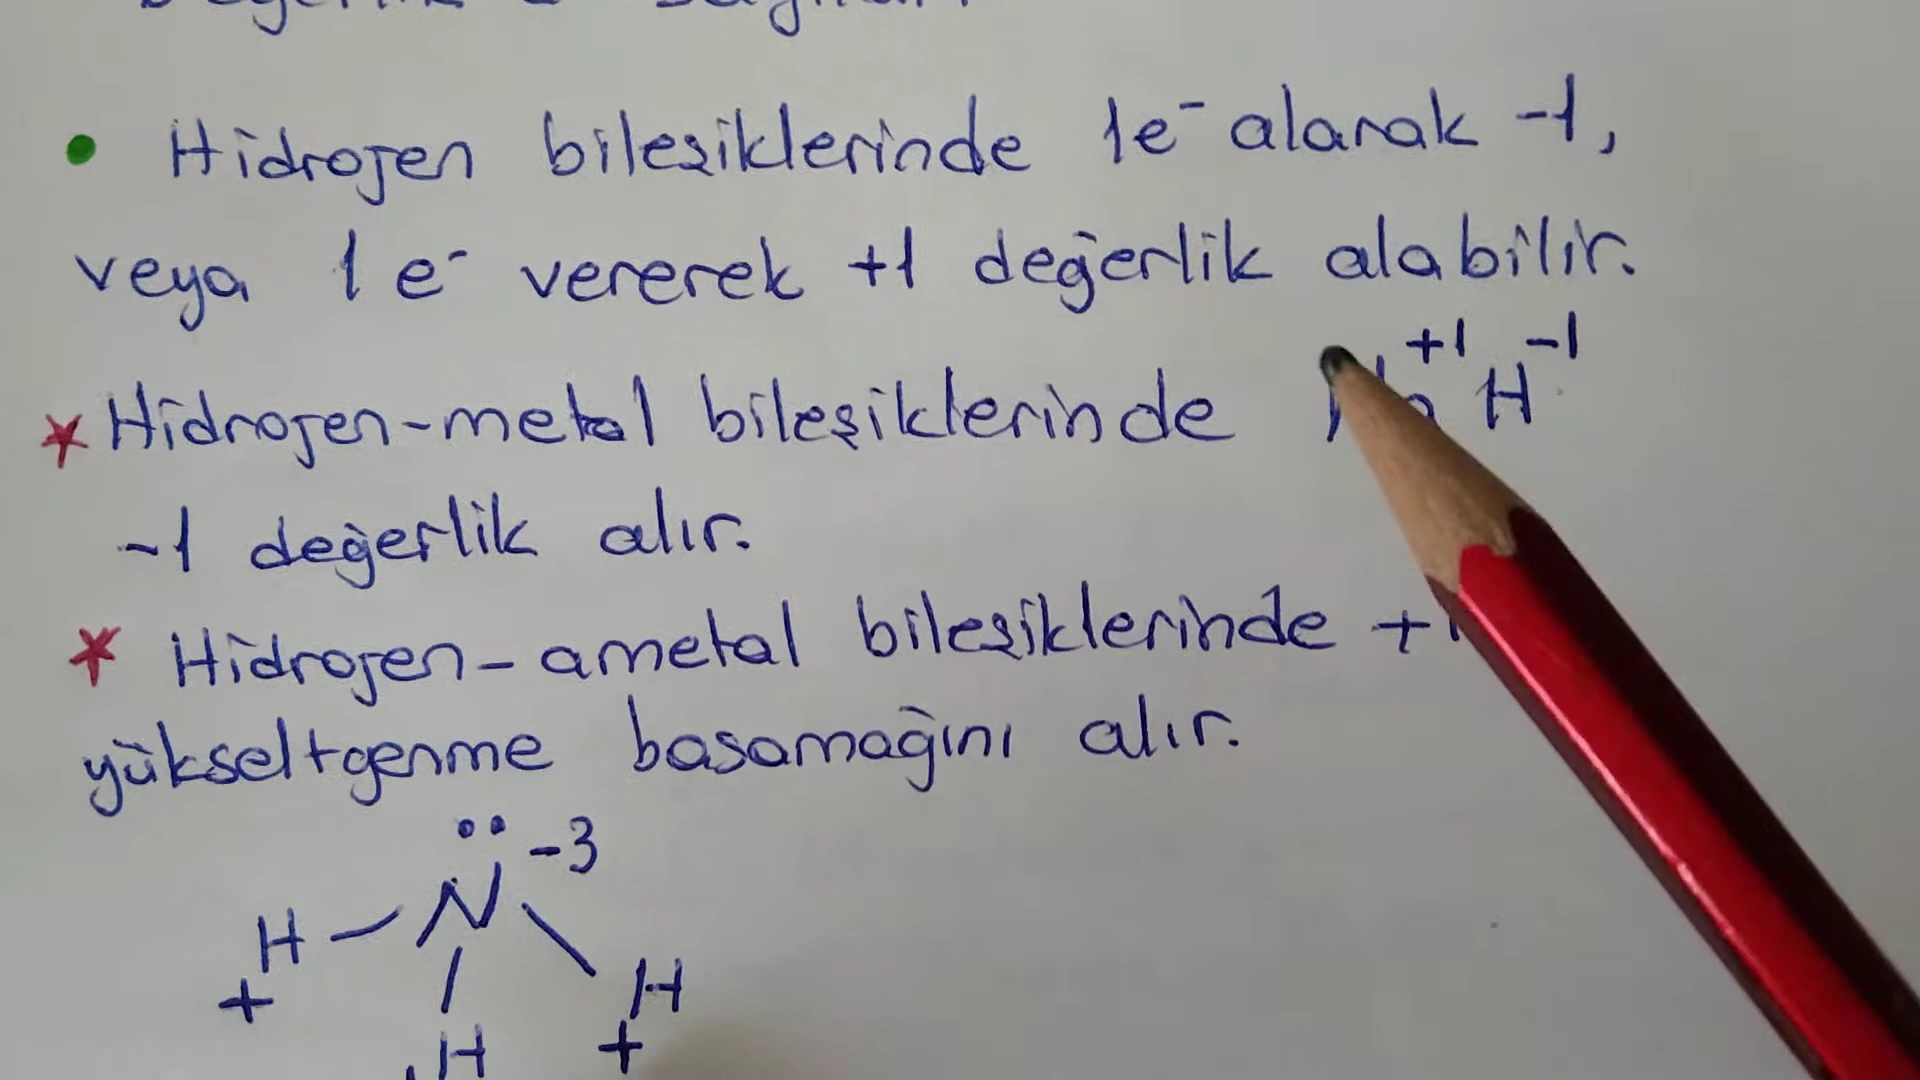 • Hidrojen bileşiklerinde 1e⁻ alarak -1,
veya 1 e⁻ vererek +1 değerlik alabilir.
* Hidrojen-metal bileşiklerinde +1 H -1
-1 değerlik alır.
* Hidrojen-ametal bileşiklerinde +1
yükseltgenme basamağını alır.
-3
H - N
+ H H
+